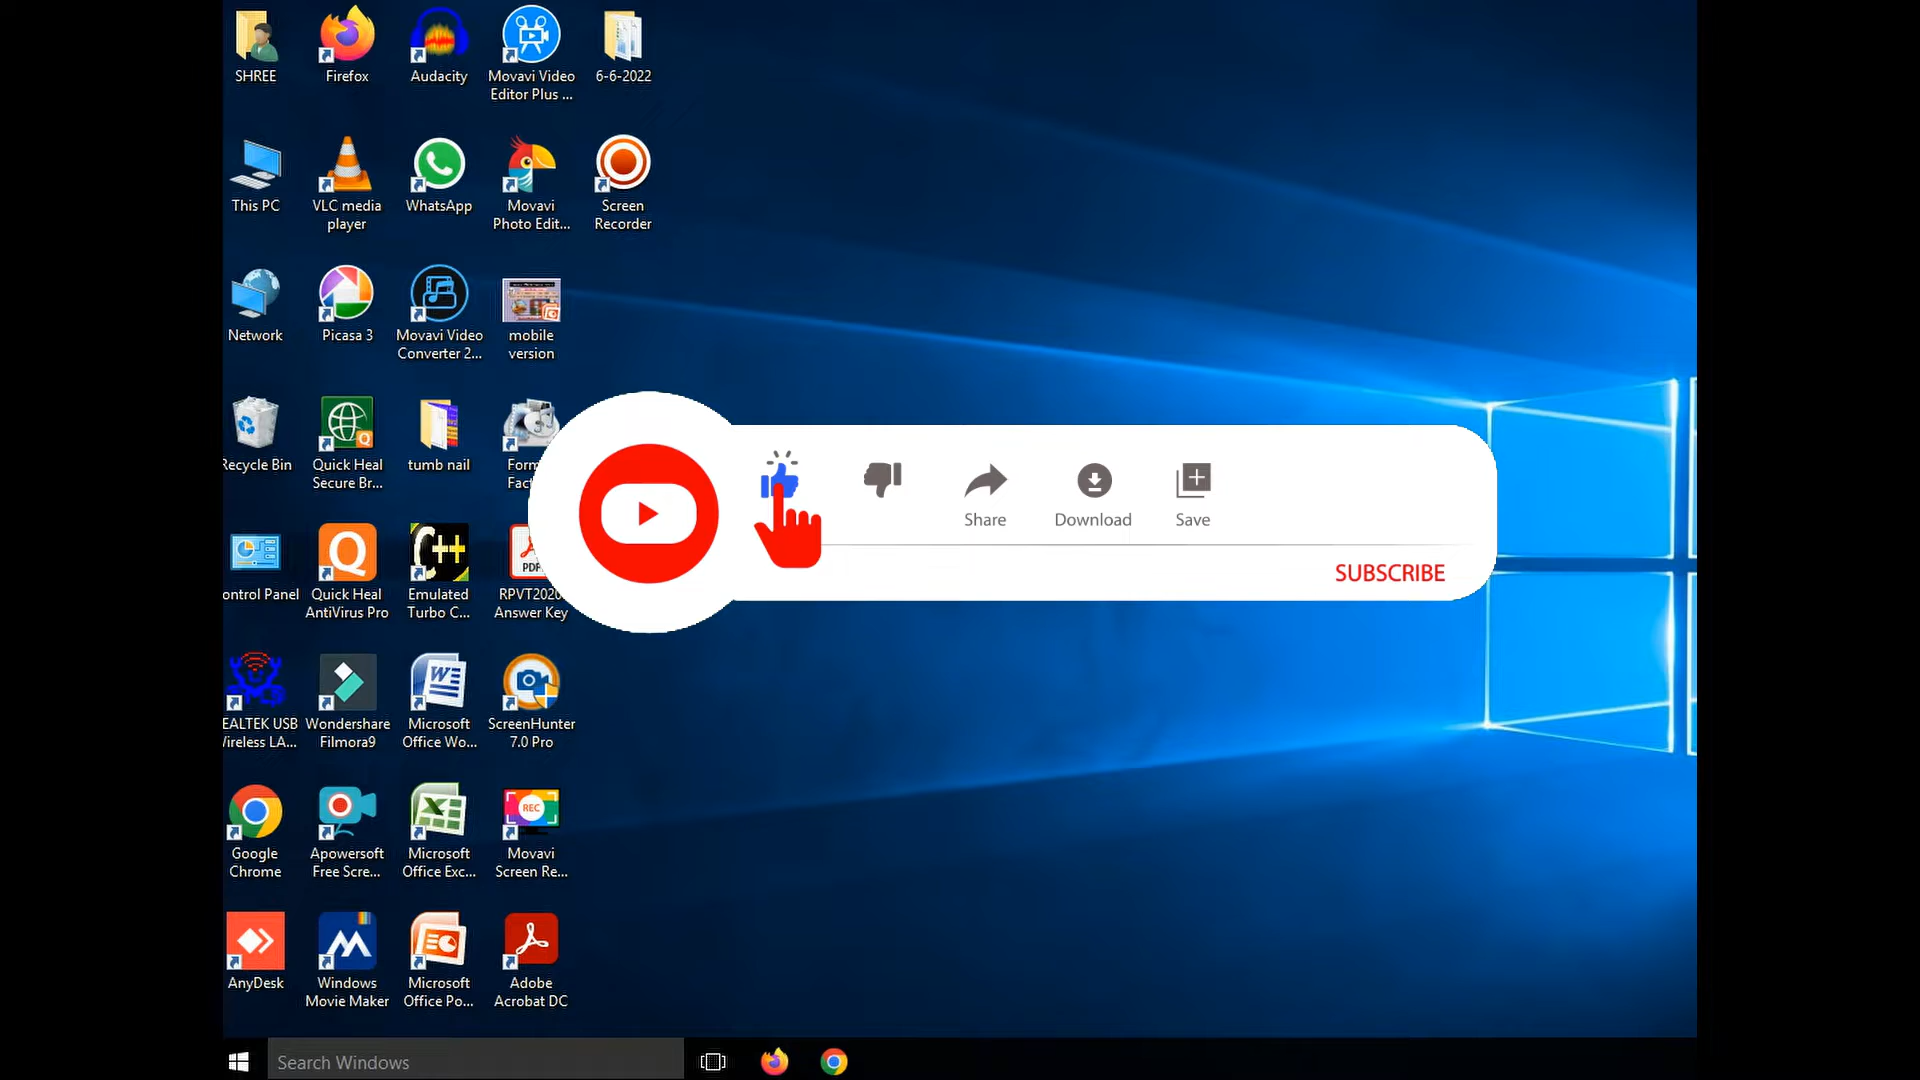 SHREE
Firefox
Audacity
Movavi Video
Editor Plus ...
6-6-2022
This PC
VLC media
player
WhatsApp
Movavi
Photo Edit...
Screen
Recorder
Network
Picasa 3
Movavi Video
Converter 2...
mobile
version
Recycle Bin
Quick Heal
Secure Br...
tumb nail
Form
Fac
Share
Download
Save
SUBSCRIBE
ontrol Panel
Quick Heal
AntiVirus Pro
C++
Emulated
Turbo C...
PDF
RPVT2020
Answer Key
EALTEK USB
Wireless LA...
Wondershare
Filmora9
Microsoft
Office Wo...
ScreenHunter
7.0 Pro
Google
Chrome
Apowersoft
Free Scre...
Microsoft
Office Exc...
REC
Movavi
Screen Re...
AnyDesk
Windows
Movie Maker
Microsoft
Office Po...
Adobe
Acrobat DC
Search Windows